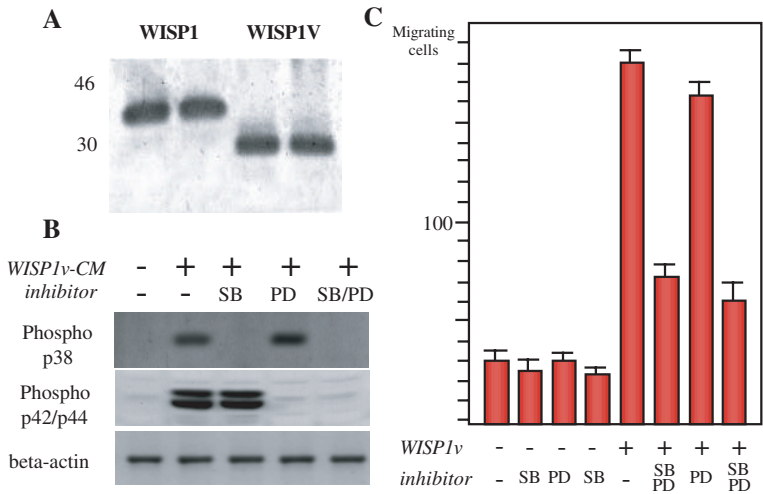 A
WISP1 WISP1V
46
30
B
WISP1v-CM - + + + +
inhibitor - - SB PD SB/PD
Phospho
p38
Phospho
p42/p44
beta-actin
C
Migrating
cells
100
WISP1v - - - - + + + +
inhibitor - SB PD SB - SB PD PD SB PD